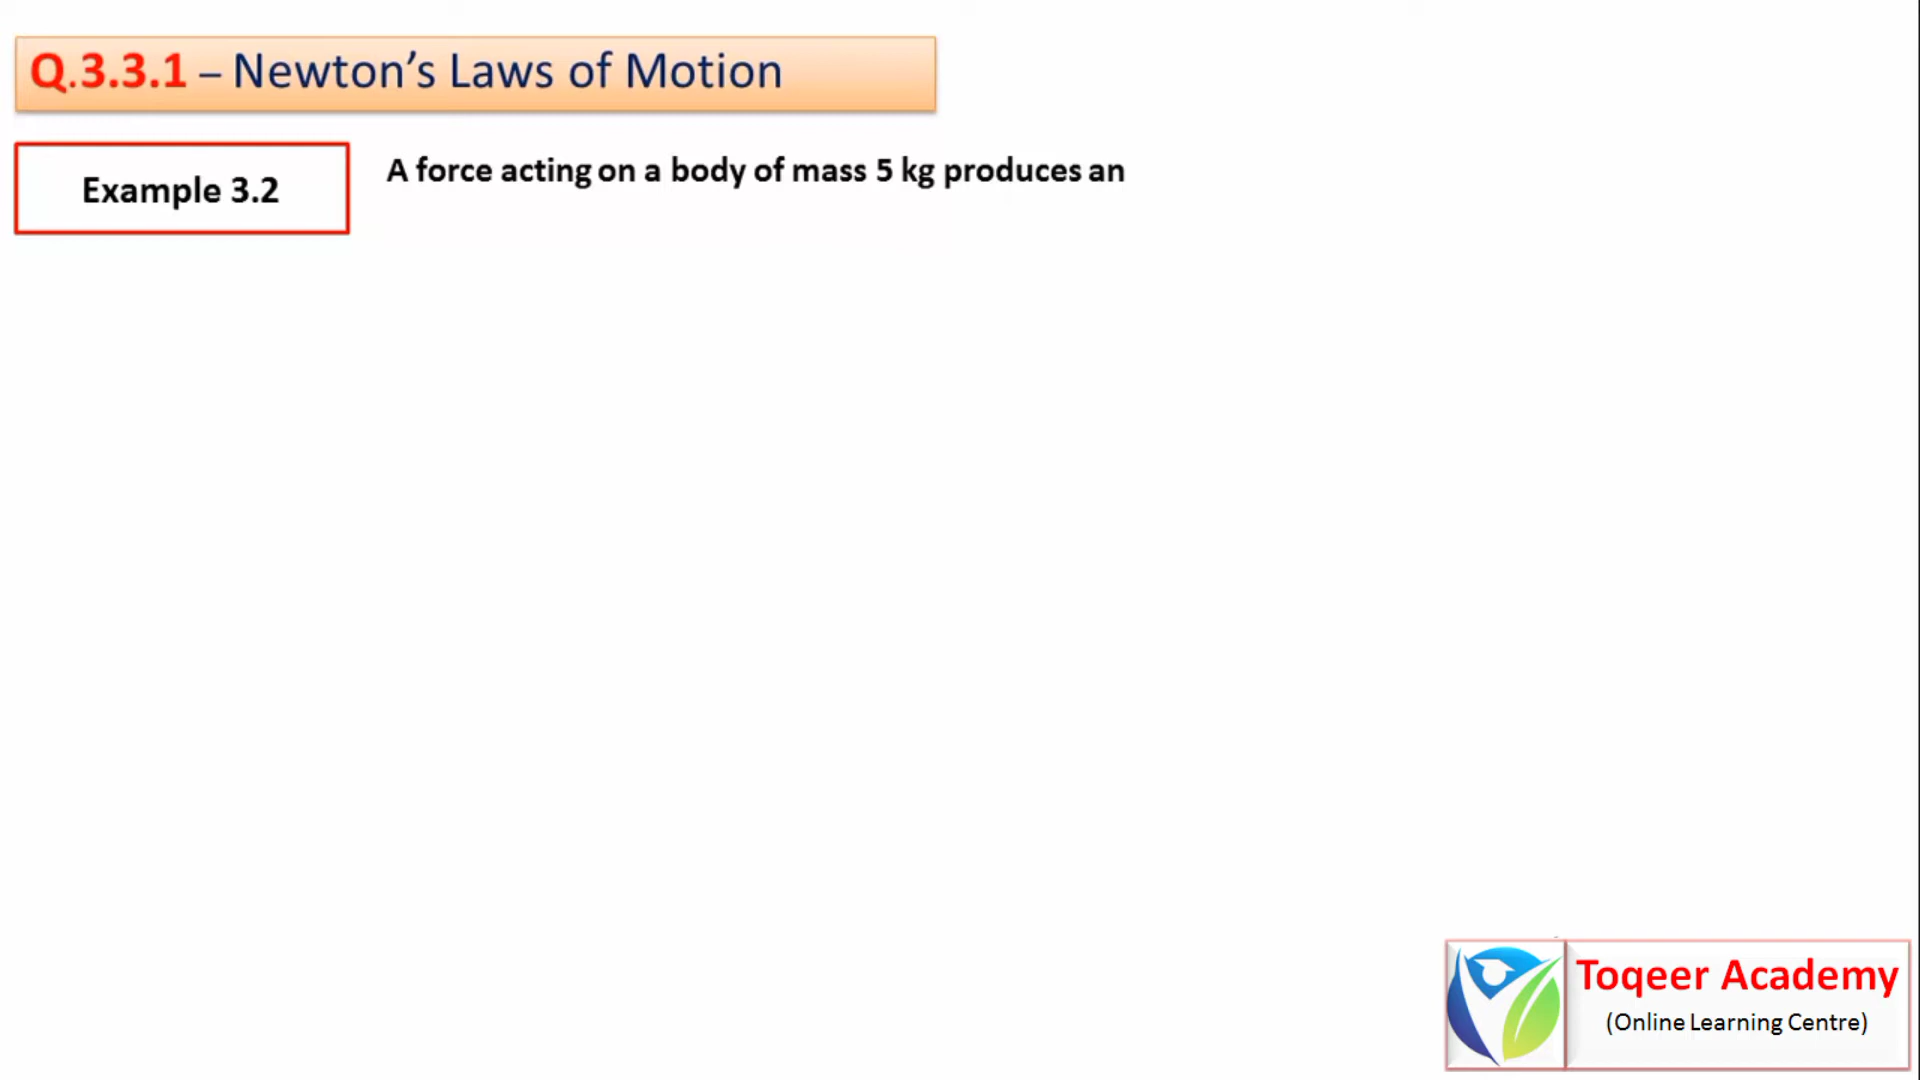 Q.3.3.1 – Newton’s Laws of Motion
Example 3.2
A force acting on a body of mass 5 kg produces an
Toqeer Academy
(Online Learning Centre)